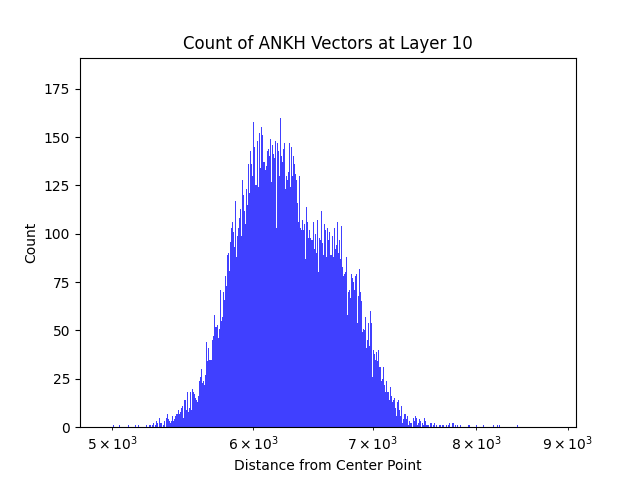 Count of ANKH Vectors at Layer 10
Count
175
150
125
100
75
50
25
0
5 × 10³
6 × 10³
7 × 10³
8 × 10³
9 × 10³
Distance from Center Point